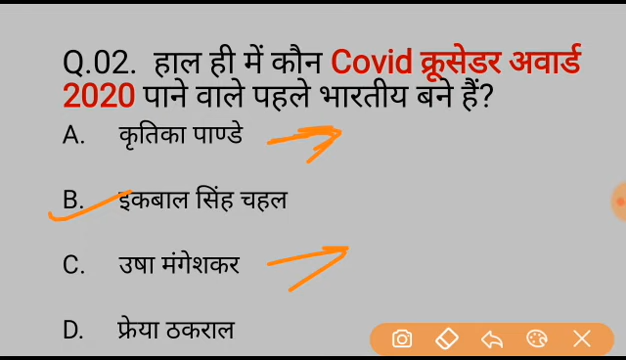 Q.02. हाल ही में कौन Covid क्रूसेडर अवार्ड
2020 पाने वाले पहले भारतीय बने हैं?
A. कृतिका पाण्डे
B. इकबाल सिंह चहल
C. उषा मंगेशकर
D. फ्रेया ठकराल